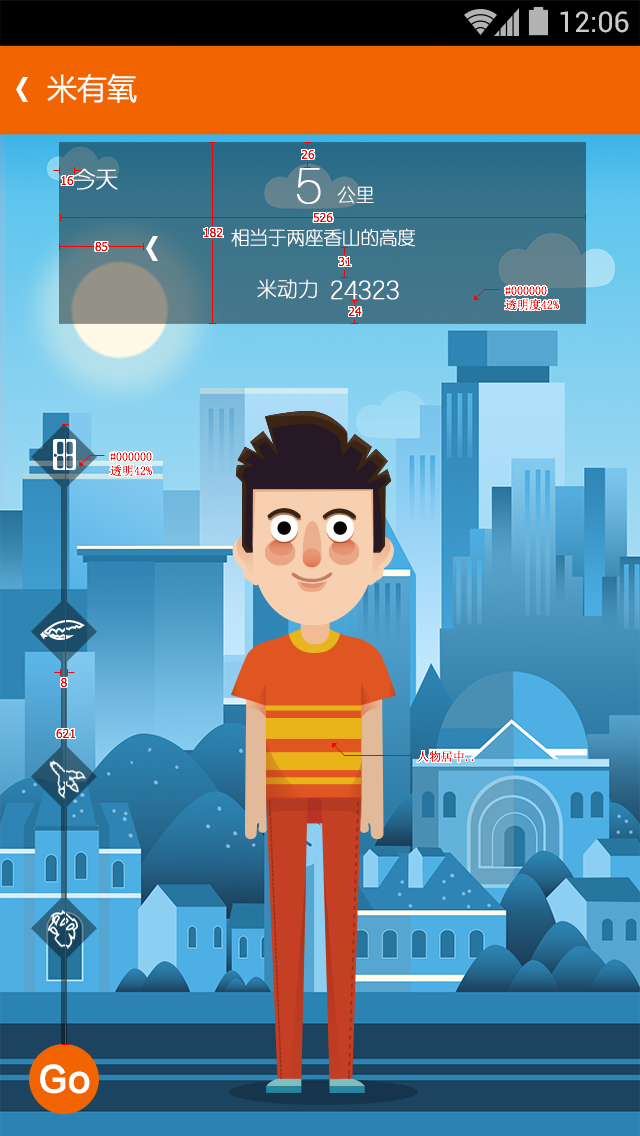 12:06
米有氧
26
16
今天
5 公里
526
182
相当于两座香山的高度
85
31
米动力 24323
#000000
透明度42%
24
#000000
透明42%
8
621
人物居中..
Go